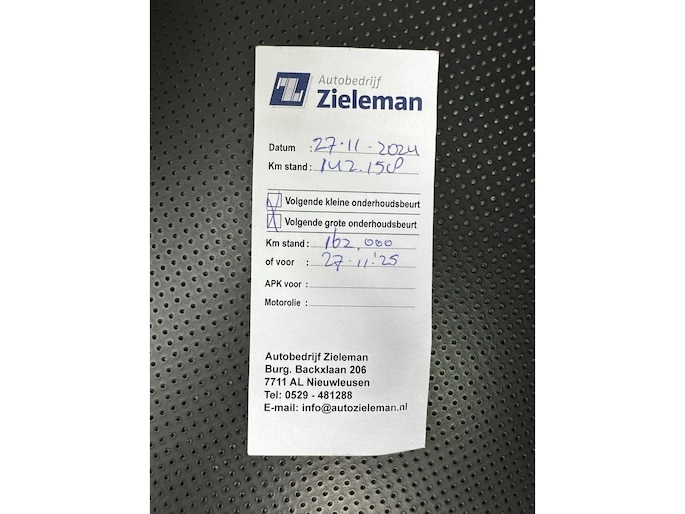 Autobedrijf
Zieleman
Datum : 27-11-2024
Km stand :
Volgende kleine onderhoudsbeurt
Volgende grote onderhoudsbeurt
Km stand : 162.000
of voor : 27-11-'25
APK voor :
Motorolie :
Autobedrijf Zieleman
Burg. Backxlaan 206
7711 AL Nieuwleusen
Tel: 0529 - 481288
E-mail: info@autozieleman.nl